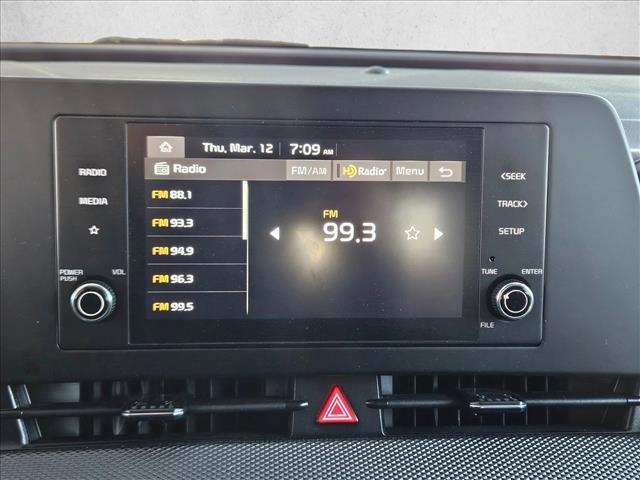 Thu, Mar. 12 7:09 AM
Radio FM/AM HD Radio Menu
FM 88.1
FM 93.3
FM 94.9
FM 96.3
FM 99.5
FM
99.3
RADIO
MEDIA
POWER PUSH VOL
<SEEK
TRACK>
SETUP
TUNE ENTER
FILE